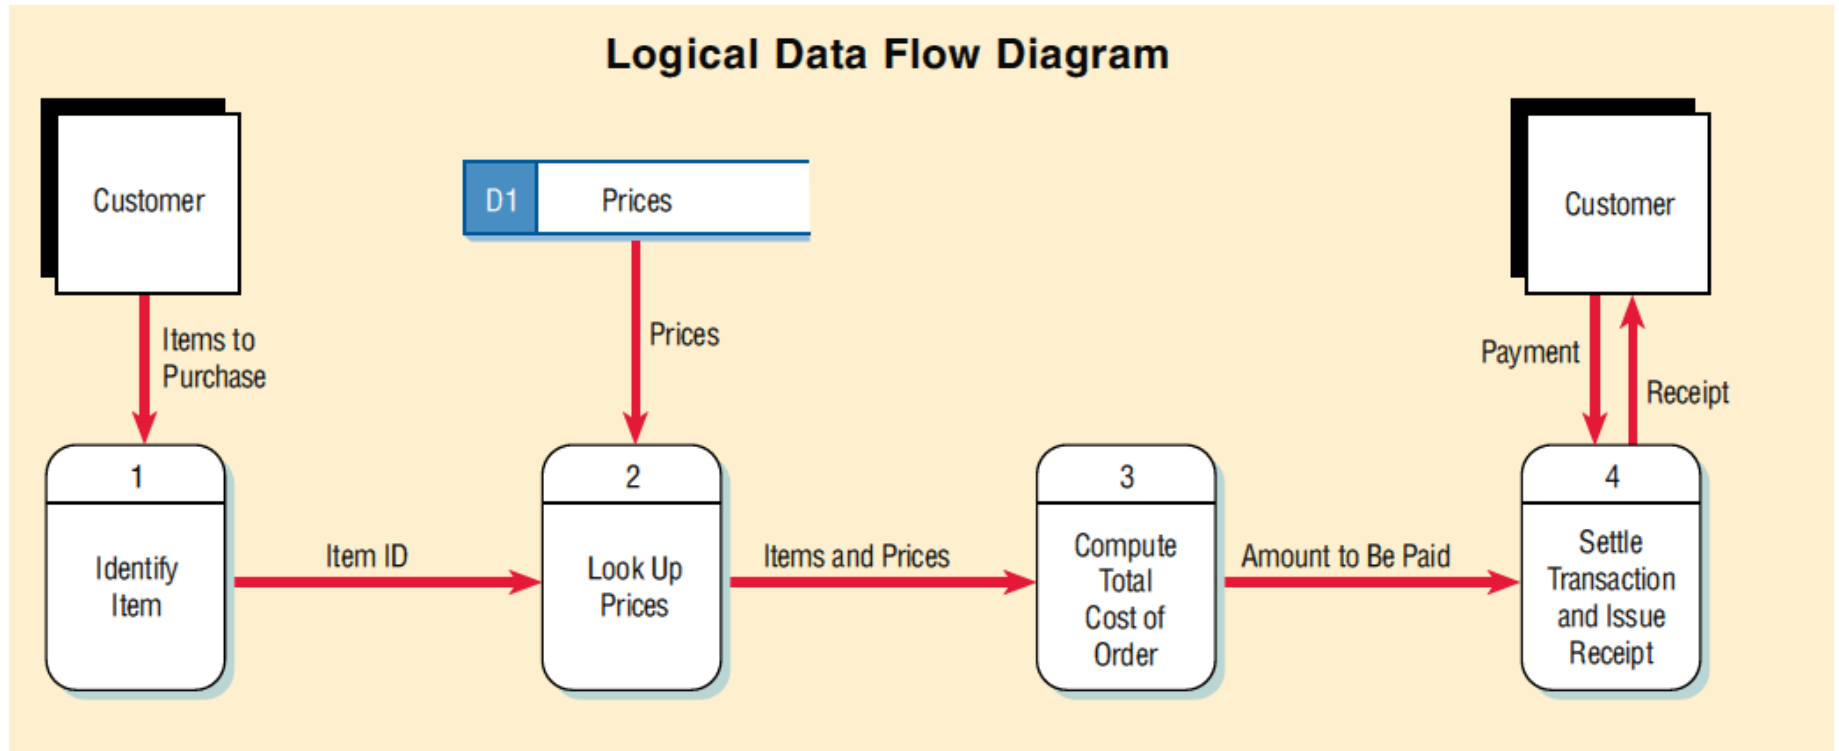 Logical Data Flow Diagram
Customer
D1
Prices
Customer
Items to
Purchase
Prices
Payment
Receipt
1
Identify
Item
Item ID
2
Look Up
Prices
Items and Prices
3
Compute
Total
Cost of
Order
Amount to Be Paid
4
Settle
Transaction
and Issue
Receipt